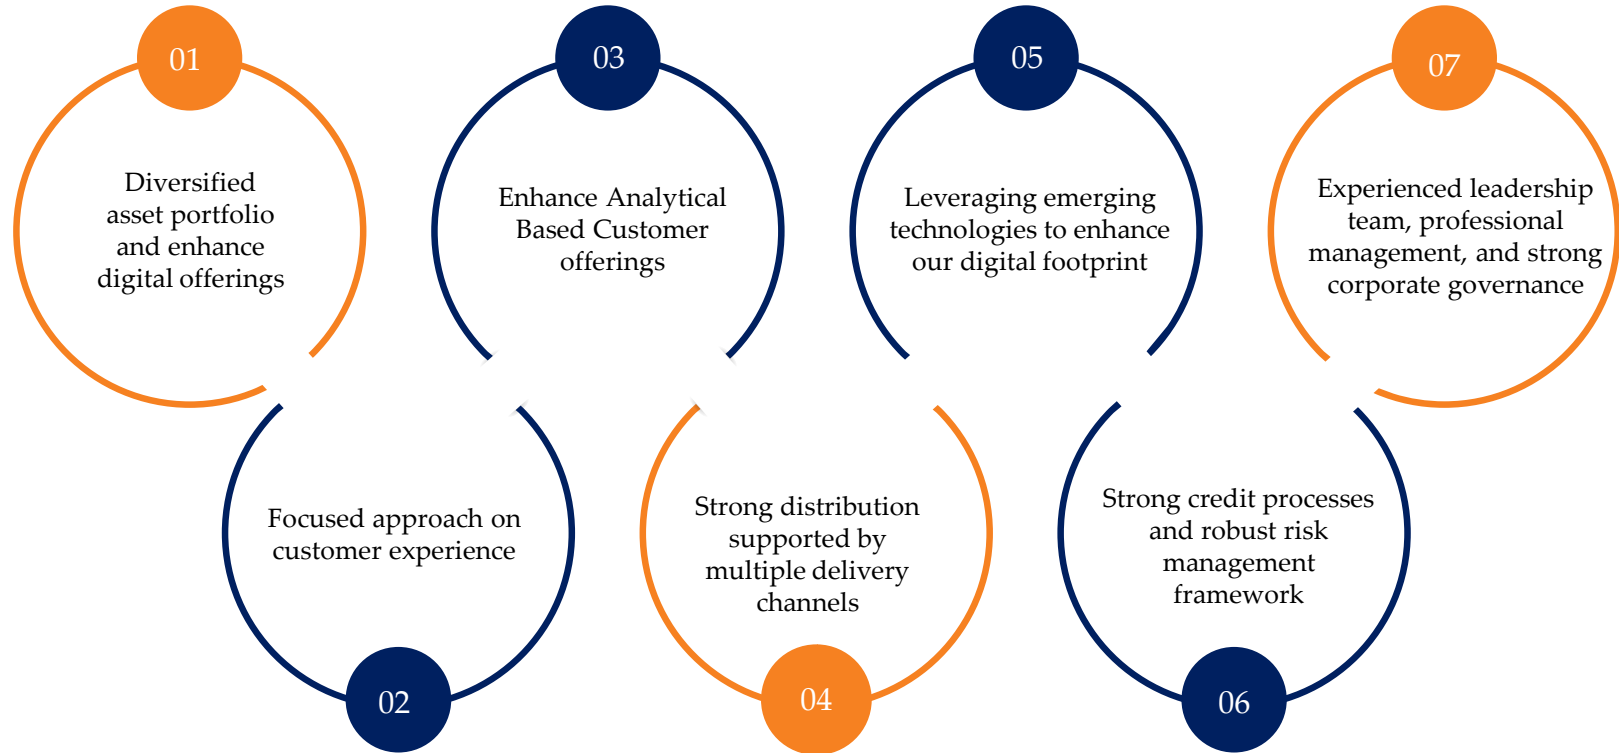 01
Diversified
asset portfolio
and enhance
digital offerings
02
Focused approach on
customer experience
03
Enhance Analytical
Based Customer
offerings
04
Strong distribution
supported by
multiple delivery
channels
05
Leveraging emerging
technologies to enhance
our digital footprint
06
Strong credit processes
and robust risk
management
framework
07
Experienced leadership
team, professional
management, and strong
corporate governance